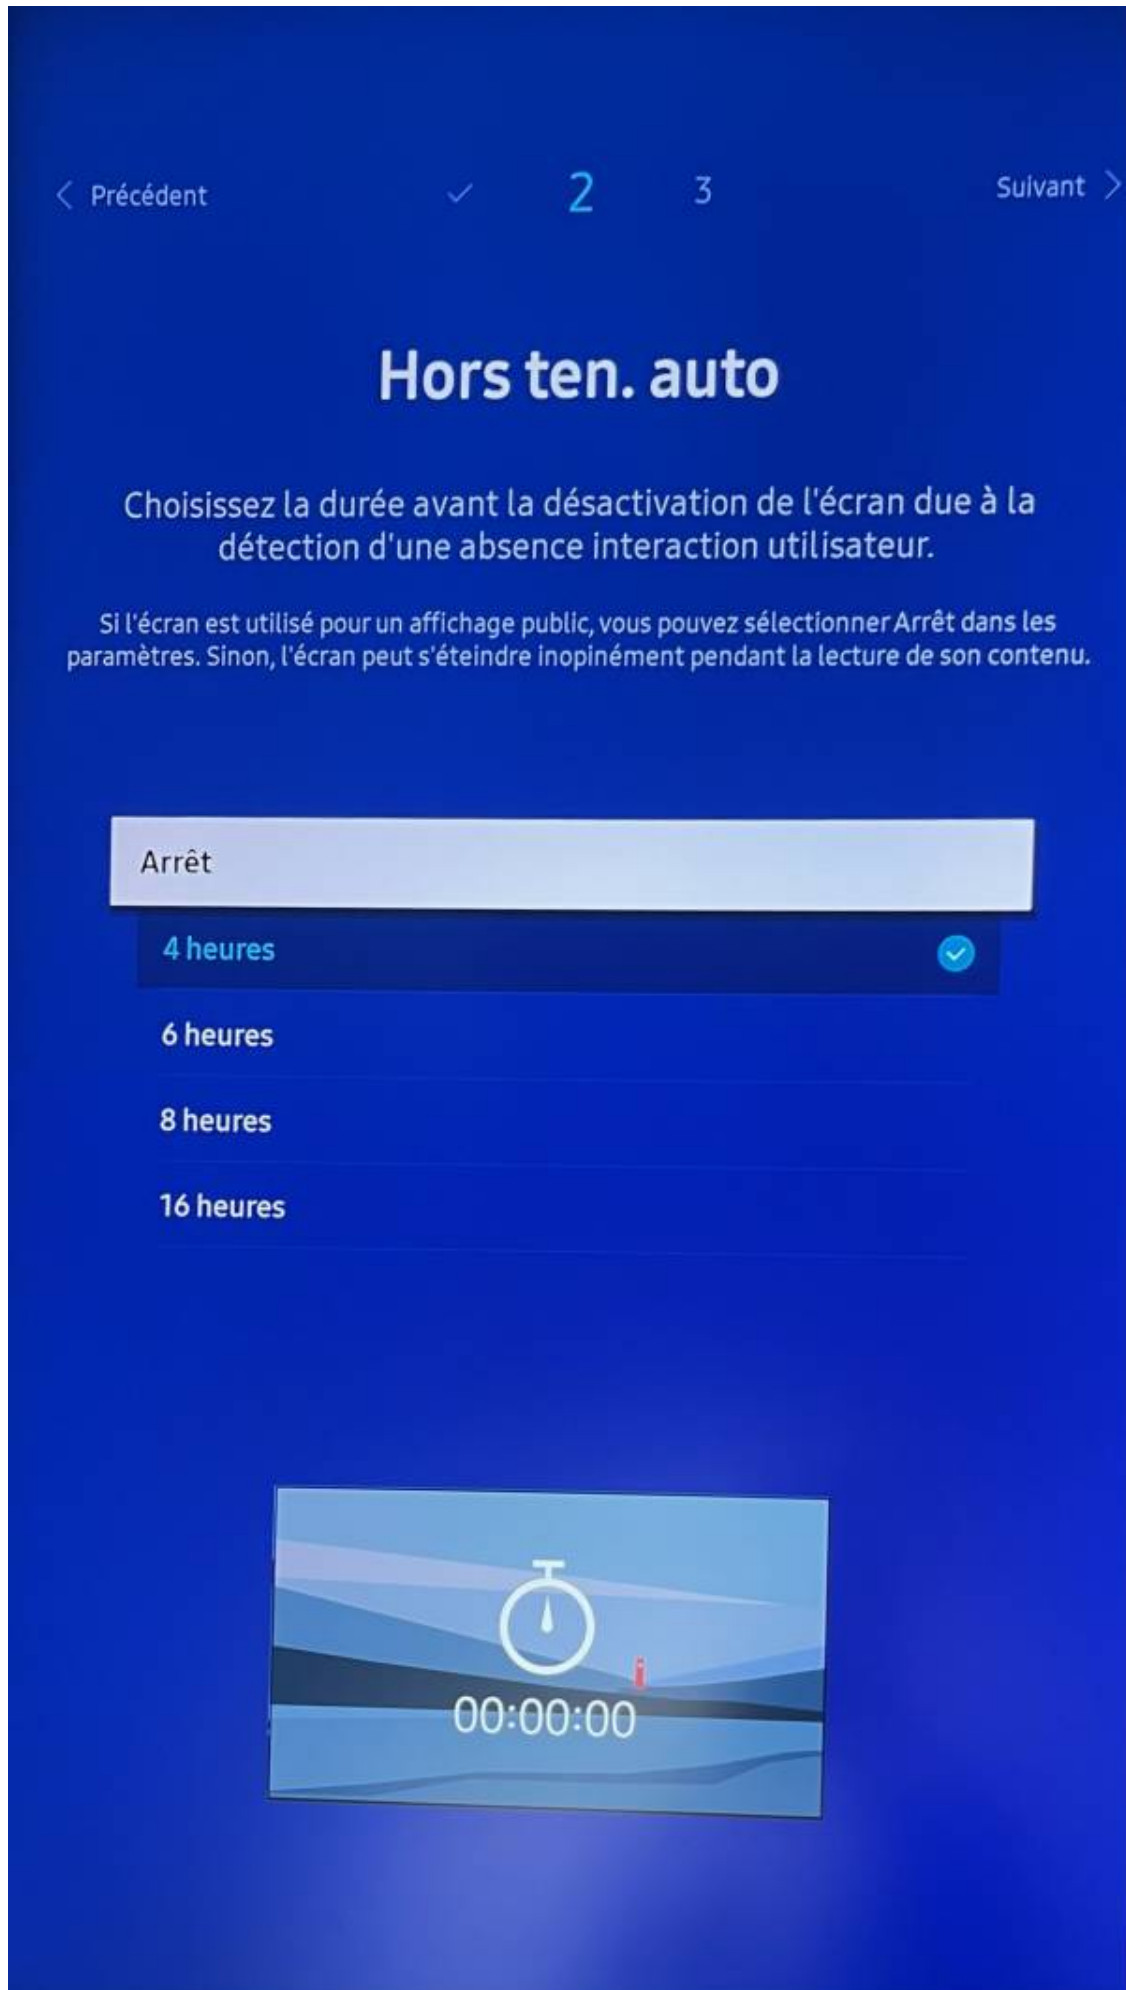 Précédent 2 3 Suivant
Hors ten. auto
Choisissez la durée avant la désactivation de l'écran due à la
détection d'une absence interaction utilisateur.
Si l'écran est utilisé pour un affichage public, vous pouvez sélectionner Arrêt dans les
paramètres. Sinon, l'écran peut s'éteindre inopinément pendant la lecture de son contenu.
Arrêt
4 heures
6 heures
8 heures
16 heures
00:00:00